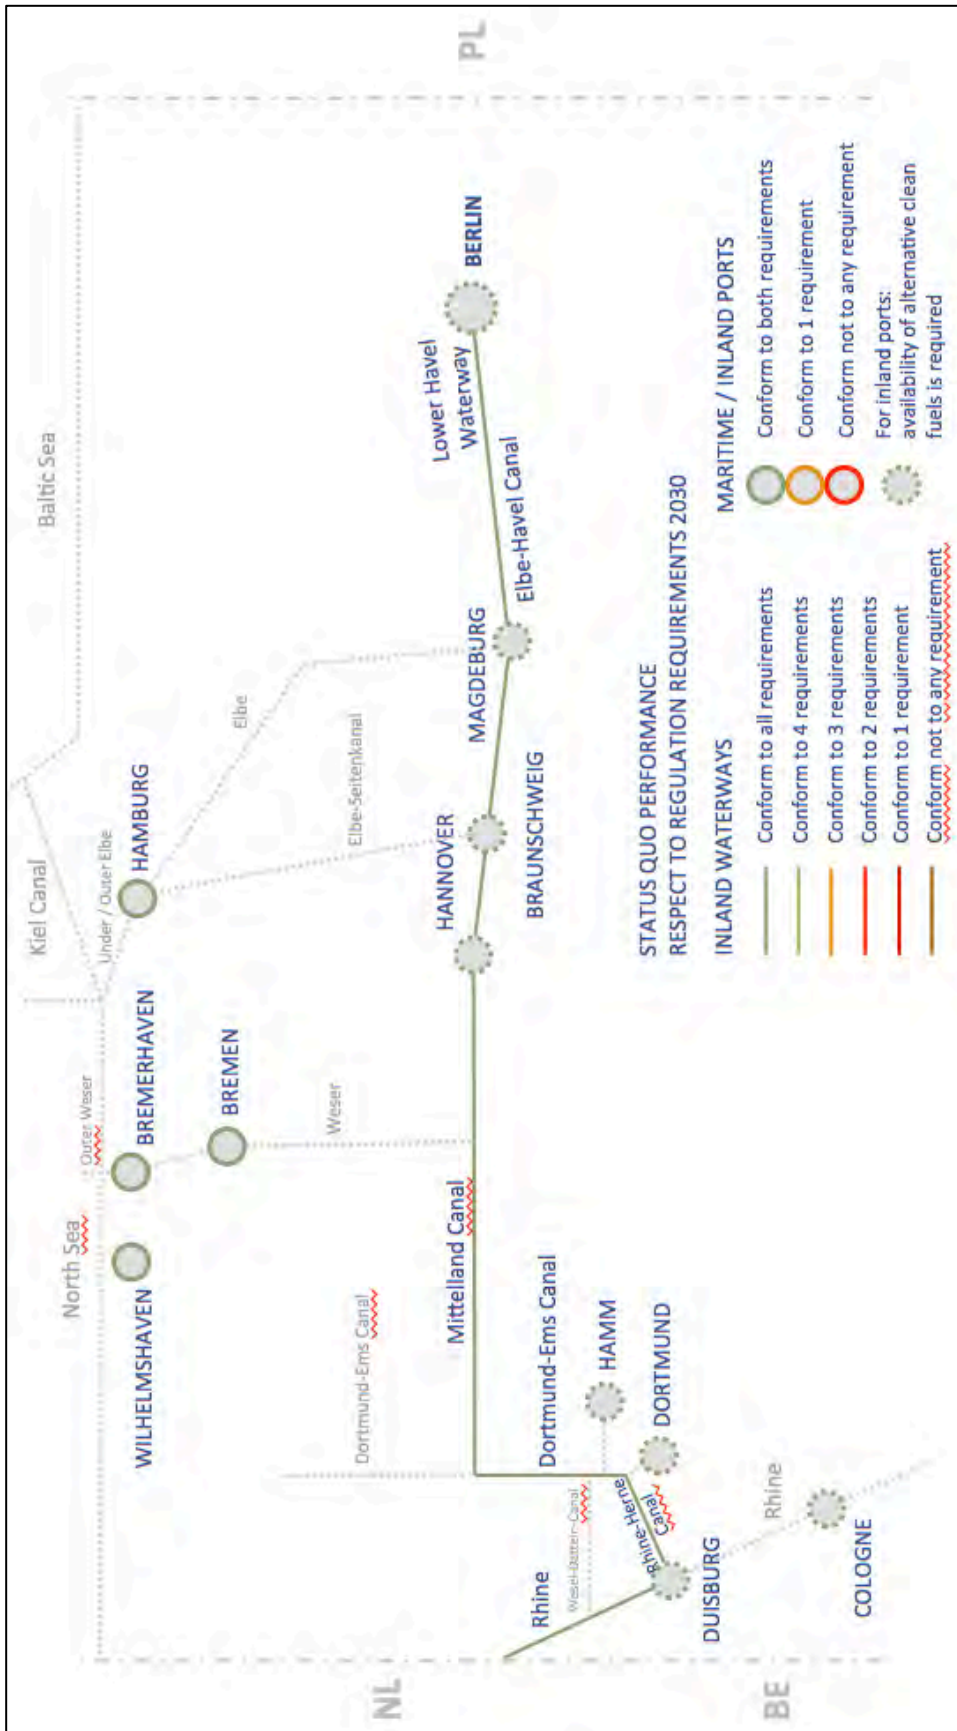 PL
Baltic Sea
Kiel Canal
Under / Outer Elbe
HAMBURG
Elbe
Elbe-Seitenkanal
North Sea
Outer Weser
WILHELMSHAVEN
BREMERHAVEN
BREMEN
Weser
Lower Havel
Waterway
BERLIN
Elbe-Havel Canal
MAGDEBURG
HANNOVER
BRAUNSCHWEIG
Mittelland Canal
Dortmund-Ems Canal
Dortmund-Ems Canal
HAMM
DORTMUND
Wesel-Datteln-Canal
Rhine-Herne
Canal
Rhine
DUISBURG
Rhine
COLOGNE
NL
BE
STATUS QUO PERFORMANCE
RESPECT TO REGULATION REQUIREMENTS 2030
INLAND WATERWAYS
Conform to all requirements
Conform to 4 requirements
Conform to 3 requirements
Conform to 2 requirements
Conform to 1 requirement
Conform not to any requirement
MARITIME / INLAND PORTS
Conform to both requirements
Conform to 1 requirement
Conform not to any requirement
For inland ports:
availability of alternative clean
fuels is required